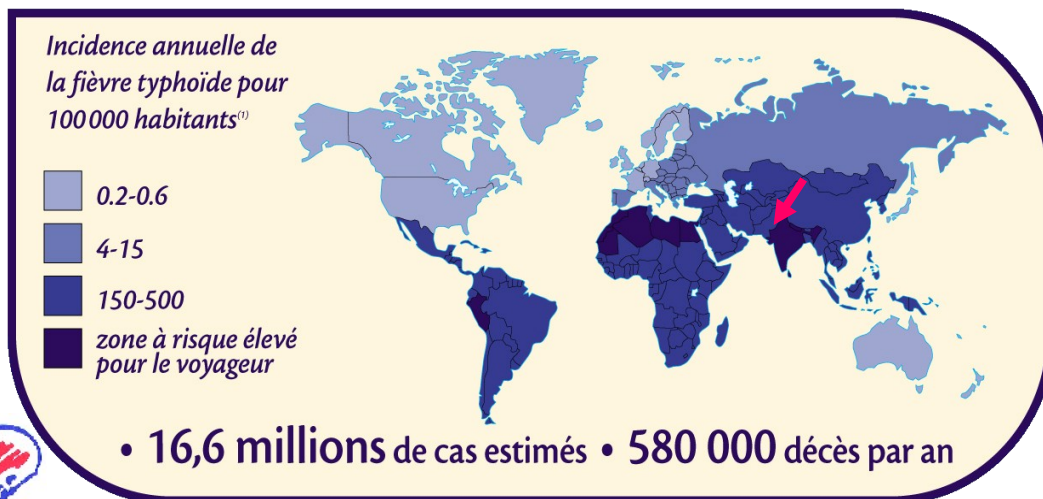 Incidence annuelle de
la fièvre typhoïde pour
100 000 habitants(1)
0.2-0.6
4-15
150-500
zone à risque élevé
pour le voyageur
• 16,6 millions de cas estimés • 580 000 décès par an